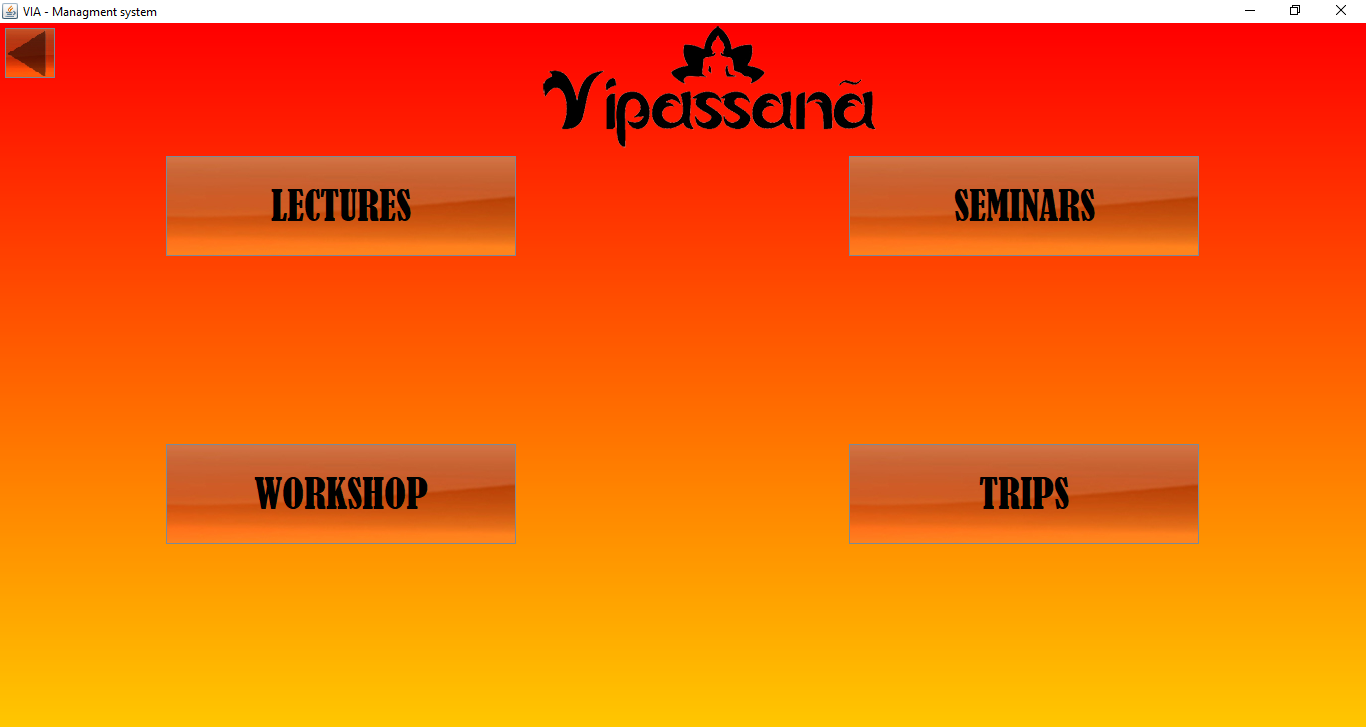 VIA - Managment system
Vipassanã
LECTURES
SEMINARS
WORKSHOP
TRIPS